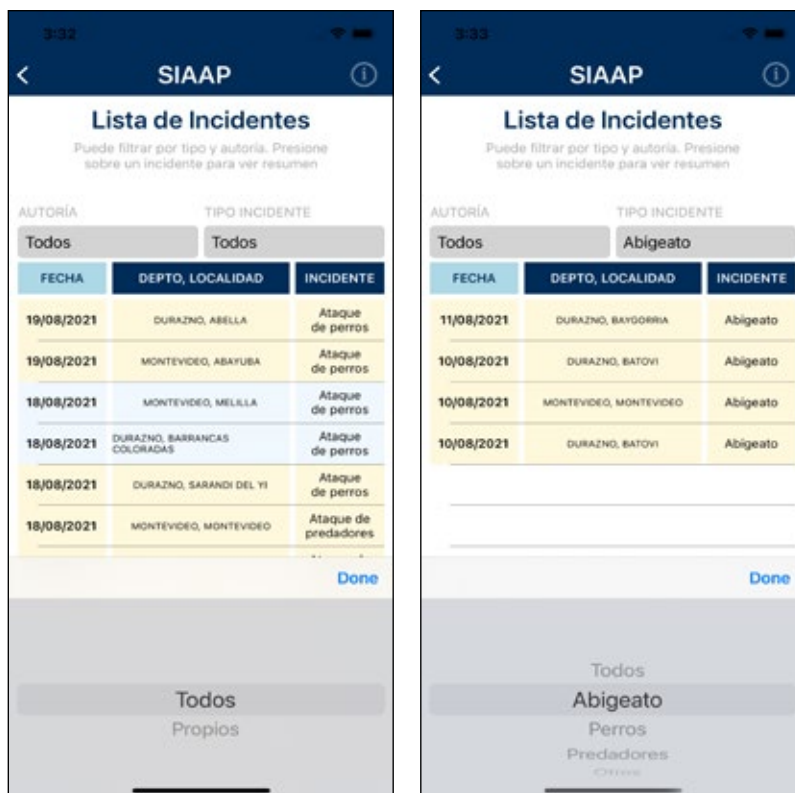 3:32
SIAAP
Lista de Incidentes
Puede filtrar por tipo y autoría. Presione
sobre un incidente para ver resumen
AUTORÍA TIPO INCIDENTE
Todos Todos
FECHA DEPTO, LOCALIDAD INCIDENTE
19/08/2021 DURAZNO, ABELLA Ataque de perros
19/08/2021 MONTEVIDEO, ABAYUBA Ataque de perros
18/08/2021 MONTEVIDEO, MELILLA Ataque de perros
18/08/2021 DURAZNO, BARRANCAS COLORADAS Ataque de perros
18/08/2021 DURAZNO, SARANDI DEL YI Ataque de perros
18/08/2021 MONTEVIDEO, MONTEVIDEO Ataque de predadores
Done
Todos
Propios
3:33
SIAAP
Lista de Incidentes
Puede filtrar por tipo y autoría. Presione
sobre un incidente para ver resumen
AUTORÍA TIPO INCIDENTE
Todos Abigeato
FECHA DEPTO, LOCALIDAD INCIDENTE
11/08/2021 DURAZNO, BAYGORRIA Abigeato
10/08/2021 DURAZNO, BATOVI Abigeato
10/08/2021 MONTEVIDEO, MONTEVIDEO Abigeato
10/08/2021 DURAZNO, BATOVI Abigeato
Done
Todos
Abigeato
Perros
Predadores
Otros